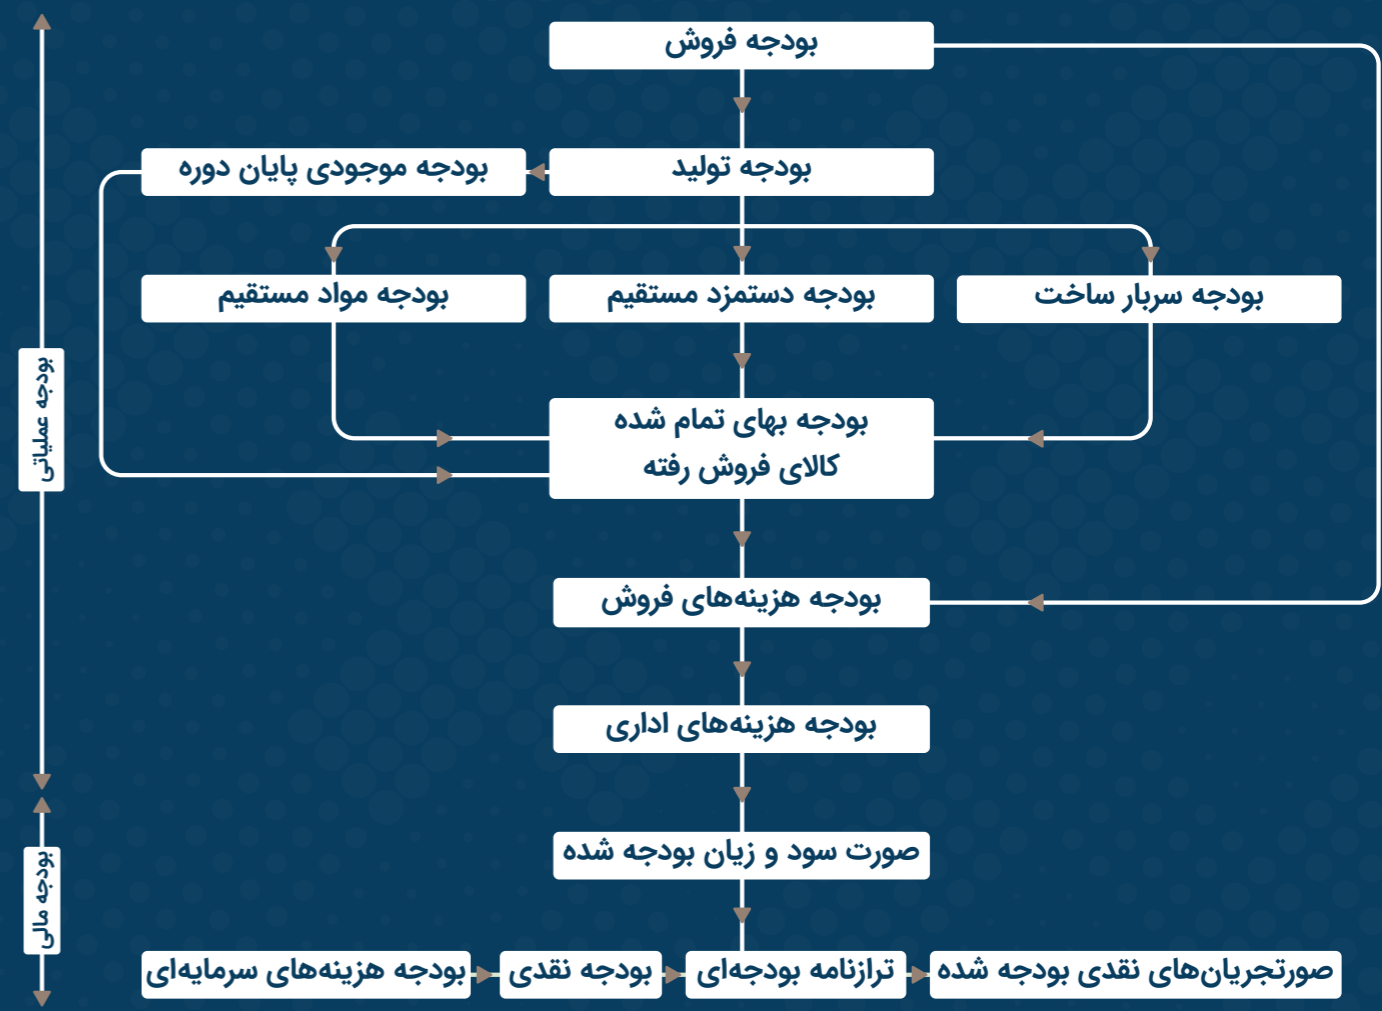 بودجه فروش
بودجه تولید
بودجه موجودی پایان دوره
بودجه سربار ساخت
بودجه دستمزد مستقیم
بودجه مواد مستقیم
بودجه بهای تمام شده
کالای فروش رفته
بودجه هزینه‌های فروش
بودجه هزینه‌های اداری
صورت سود و زیان بودجه شده
صورتجریان‌های نقدی بودجه شده
ترازنامه بودجه‌ای
بودجه نقدی
بودجه هزینه‌های سرمایه‌ای
بودجه عملیاتی
بودجه مالی